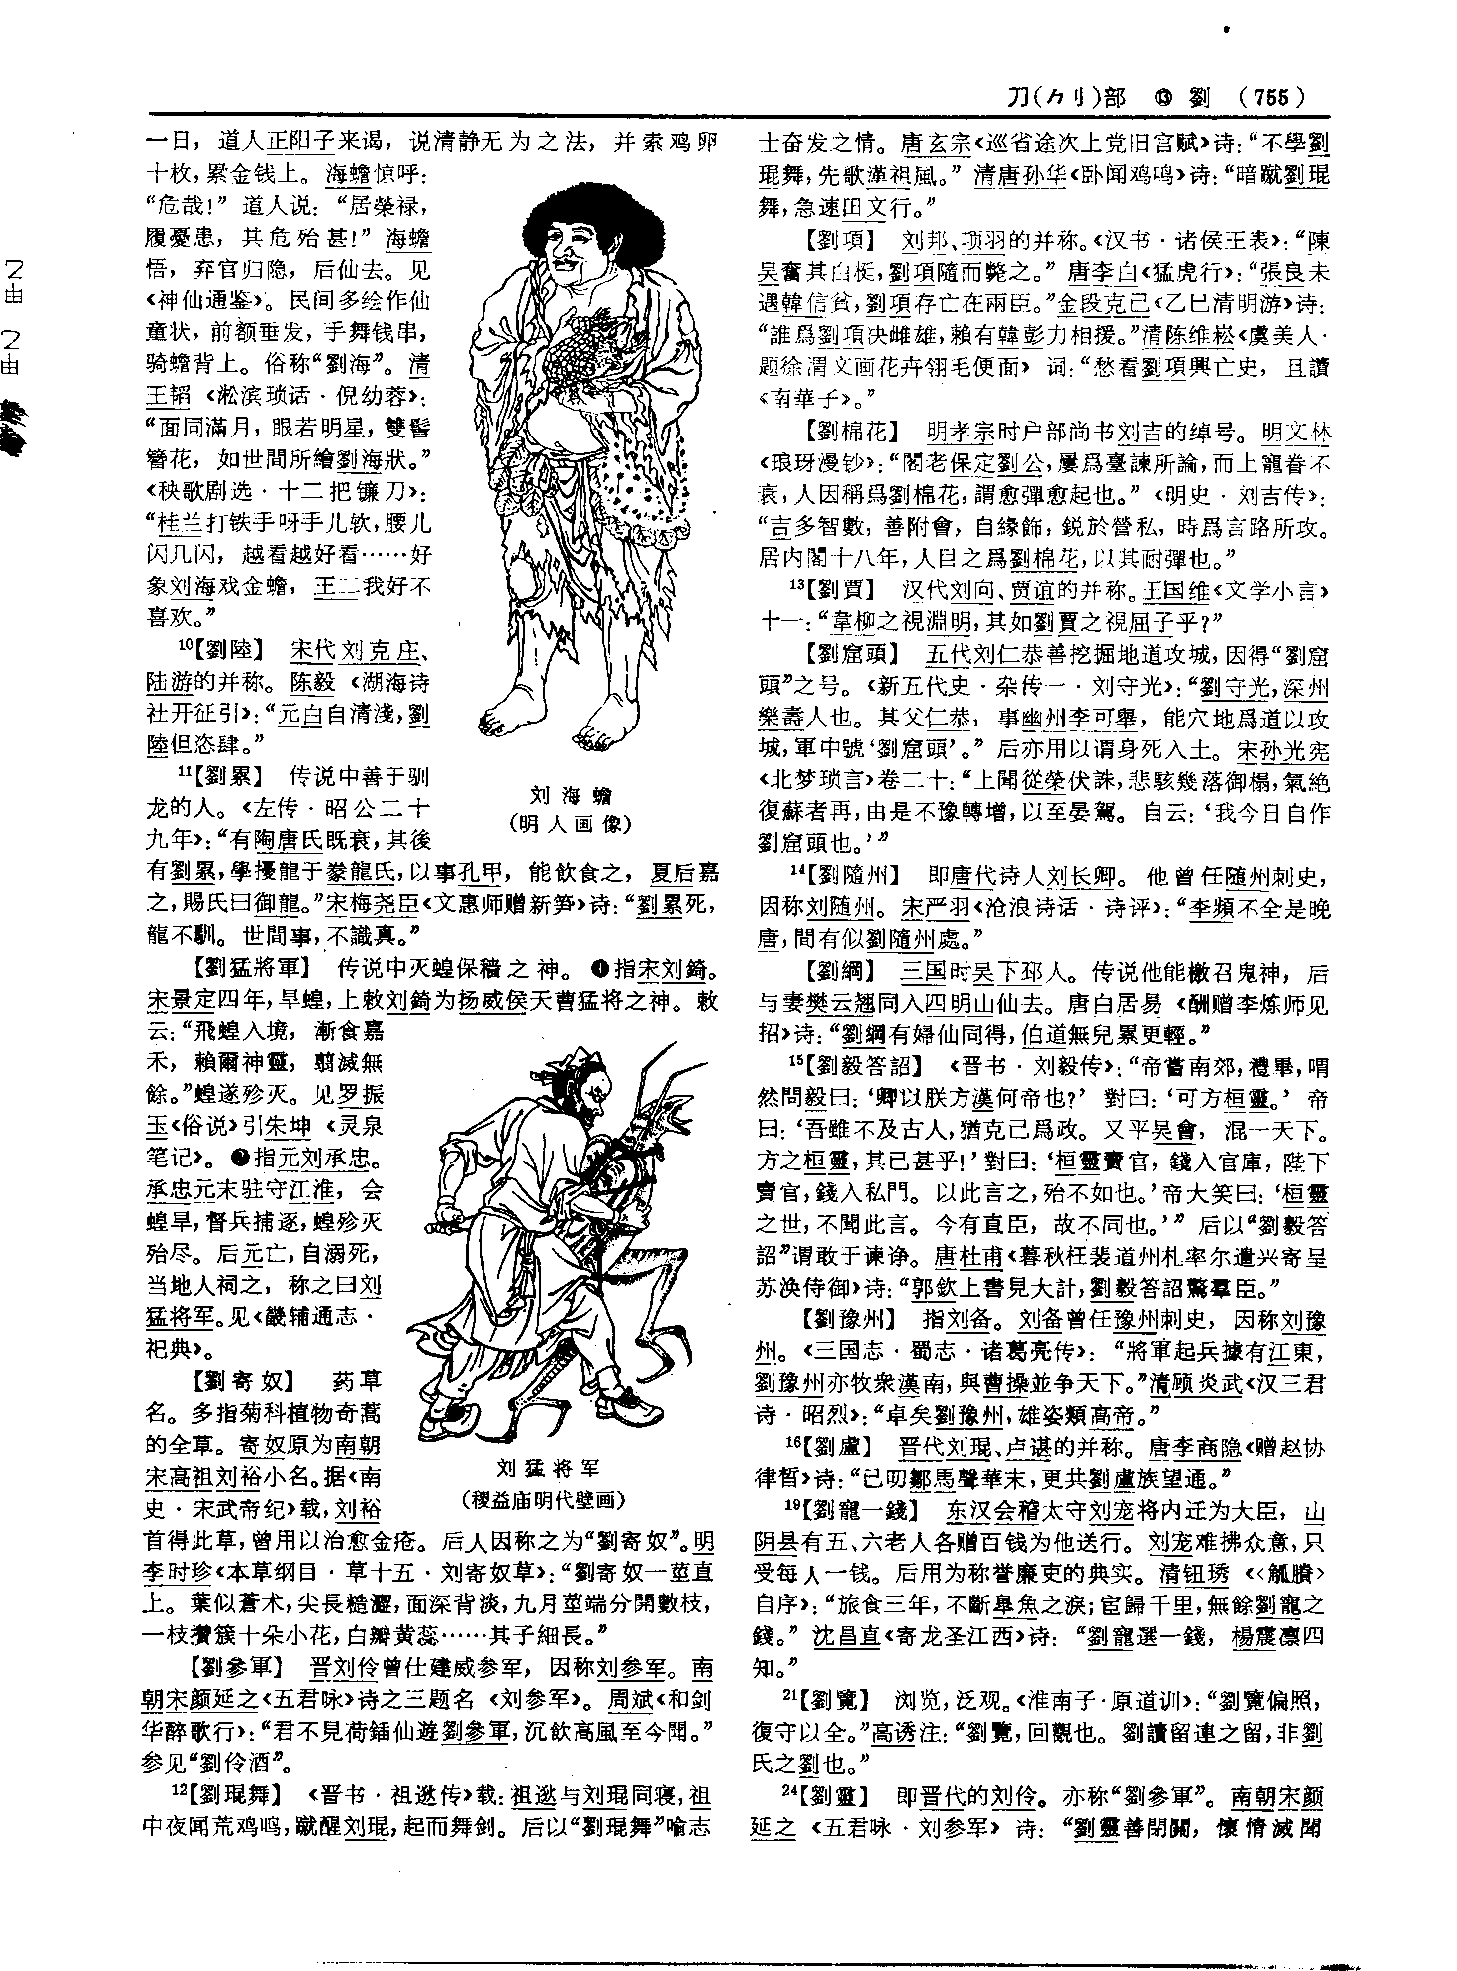 刀(⺈刂)部 ⑬ 劉 (755)
一日，道人正阳子来谒，说清静无为之法，并索鸡卵
十枚，累金钱上。海蟾惊呼：
“危哉！”道人说：“居榮禄，
履憂患，其危殆甚！”海蟾
悟，弃官归隐，后仙去。见
《神仙通鉴》。民间多绘作仙
童状，前额垂发，手舞钱串，
骑蟾背上。俗称“劉海”。清
王韬《淞滨琐话·倪幼蓉》：
“面同滿月，眼若明星，雙髻
簪花，如世間所繪劉海狀。”
《秧歌剧选·十二把镰刀》：
“桂兰打铁手呀手儿软，腰儿
闪几闪，越看越好看……好
象刘海戏金蟾，王二我好不
喜欢。”
¹⁰【劉陸】 宋代刘克庄、
陆游的并称。陈毅《湖海诗
社开征引》：“元白自清淺，劉
陸但恣肆。”
¹¹【劉累】 传说中善于驯
龙的人。《左传·昭公二十
九年》：“有陶唐氏既衰，其後
有劉累，學擾龍于豢龍氏，以事孔甲，能飲食之，夏后嘉
之，賜氏曰御龍。”宋梅尧臣《文惠师赠新笋》诗：“劉累死，
龍不馴。世間事，不識真。”
【劉猛將軍】 传说中灭蝗保穑之神。❶指宋刘錡。
宋景定四年，旱蝗，上敕刘錡为扬威侯天曹猛将之神。敕
云：“飛蝗入境，漸食嘉
禾，賴爾神靈，翦滅無
餘。”蝗遂殄灭。见罗振
玉《俗说》引朱坤《灵泉
笔记》。❷指元刘承忠。
承忠元末驻守江淮，会
蝗旱，督兵捕逐，蝗殄灭
殆尽。后元亡，自溺死，
当地人祠之，称之曰刘
猛将军。见《畿辅通志·
祀典》。
【劉寄奴】 药草
名。多指菊科植物奇蒿
的全草。寄奴原为南朝
宋高祖刘裕小名。据《南
史·宋武帝纪》载，刘裕
首得此草，曾用以治愈金疮。后人因称之为“劉寄奴”。明
李时珍《本草纲目·草十五·刘寄奴草》：“劉寄奴一莖直
上。葉似蒼术，尖長糙澀，面深背淡，九月莖端分開數枝，
一枝攢簇十朵小花，白瓣黄蕊……其子細長。”
【劉參軍】 晋刘伶曾仕建威参军，因称刘参军。南
朝宋颜延之《五君咏》诗之三题名《刘参军》。周斌《和剑
华醉歌行》：“君不見荷鍤仙遊劉參軍，沉飲高風至今聞。”
参见“劉伶酒”。
¹²【劉琨舞】 《晋书·祖逖传》载：祖逖与刘琨同寝，祖
中夜闻荒鸡鸣，蹴醒刘琨，起而舞剑。后以“劉琨舞”喻志
刘海蟾
（明人画像）
刘猛将军
（稷益庙明代壁画）
士奋发之情。唐玄宗《巡省途次上党旧宫赋》诗：“不學劉
琨舞，先歌漢祖風。”清唐孙华《卧闻鸡鸣》诗：“暗蹴劉琨
舞，急速田文行。”
【劉項】 刘邦、项羽的并称。《汉书·诸侯王表》：“陳
吴奮其白梃，劉項隨而斃之。”唐李白《猛虎行》：“張良未
遇韓信貧，劉項存亡在兩臣。”金段克己《乙巳清明游》诗：
“誰爲劉項决雌雄，賴有韓彭力相援。”清陈维崧《虞美人·
题徐渭文画花卉翎毛便面》词：“愁看劉項興亡史，且讀
《南華子》。”
【劉棉花】 明孝宗时户部尚书刘吉的绰号。明文林
《琅玡漫钞》：“閣老保定劉公，屢爲臺諫所論，而上寵眷不
衰，人因稱爲劉棉花，謂愈彈愈起也。”《明史·刘吉传》：
“吉多智數，善附會，自緣飾，鋭於營私，時爲言路所攻。
居内閣十八年，人目之爲劉棉花，以其耐彈也。”
¹³【劉賈】 汉代刘向、贾谊的并称。王国维《文学小言》
十一：“韋柳之視淵明，其如劉賈之視屈子乎？”
【劉窟頭】 五代刘仁恭善挖掘地道攻城，因得“劉窟
頭”之号。《新五代史·杂传一·刘守光》：“劉守光，深州
樂壽人也。其父仁恭，事幽州李可舉，能穴地爲道以攻
城，軍中號‘劉窟頭’。”后亦用以谓身死入土。宋孙光宪
《北梦琐言》卷二十：“上聞從榮伏誅，悲駭幾落御榻，氣絶
復蘇者再，由是不豫轉增，以至晏駕。自云：‘我今日自作
劉窟頭也。’”
¹⁴【劉隨州】 即唐代诗人刘长卿。他曾任随州刺史，
因称刘随州。宋严羽《沧浪诗话·诗评》：“李頻不全是晚
唐，間有似劉隨州處。”
【劉綱】 三国时吴下邳人。传说他能檄召鬼神，后
与妻樊云翘同入四明山仙去。唐白居易《酬赠李炼师见
招》诗：“劉綱有婦仙同得，伯道無兒累更輕。”
¹⁵【劉毅答詔】 《晋书·刘毅传》：“帝嘗南郊，禮畢，喟
然問毅曰：‘卿以朕方漢何帝也？’對曰：‘可方桓靈。’帝
曰：‘吾雖不及古人，猶克己爲政。又平吴會，混一天下。
方之桓靈，其已甚乎！’對曰：‘桓靈賣官，錢入官庫，陛下
賣官，錢入私門。以此言之，殆不如也。’帝大笑曰：‘桓靈
之世，不聞此言。今有直臣，故不同也。’”后以“劉毅答
詔”谓敢于谏诤。唐杜甫《暮秋枉裴道州札率尔遣兴寄呈
苏涣侍御》诗：“郭欽上書見大計，劉毅答詔驚羣臣。”
【劉豫州】 指刘备。刘备曾任豫州刺史，因称刘豫
州。《三国志·蜀志·诸葛亮传》：“將軍起兵據有江東，
劉豫州亦牧衆漢南，與曹操並争天下。”清顾炎武《汉三君
诗·昭烈》：“卓矣劉豫州，雄姿類高帝。”
¹⁶【劉盧】 晋代刘琨、卢谌的并称。唐李商隐《赠赵协
律皙》诗：“已叨鄒馬聲華末，更共劉盧族望通。”
¹⁹【劉寵一錢】 东汉会稽太守刘宠将内迁为大臣，山
阴县有五、六老人各赠百钱为他送行。刘宠难拂众意，只
受每人一钱。后用为称誉廉吏的典实。清钮琇《〈觚賸〉
自序》：“旅食三年，不斷皋魚之淚；宦歸千里，無餘劉寵之
錢。”沈昌直《寄龙圣江西》诗：“劉寵選一錢，楊震凛四
知。”
²¹【劉覽】 浏览，泛观。《淮南子·原道训》：“劉覽偏照，
復守以全。”高诱注：“劉覽，回觀也。劉讀留連之留，非劉
氏之劉也。”
²⁴【劉靈】 即晋代的刘伶。亦称“劉參軍”。南朝宋颜
延之《五君咏·刘参军》诗：“劉靈善閉關，懷情滅聞